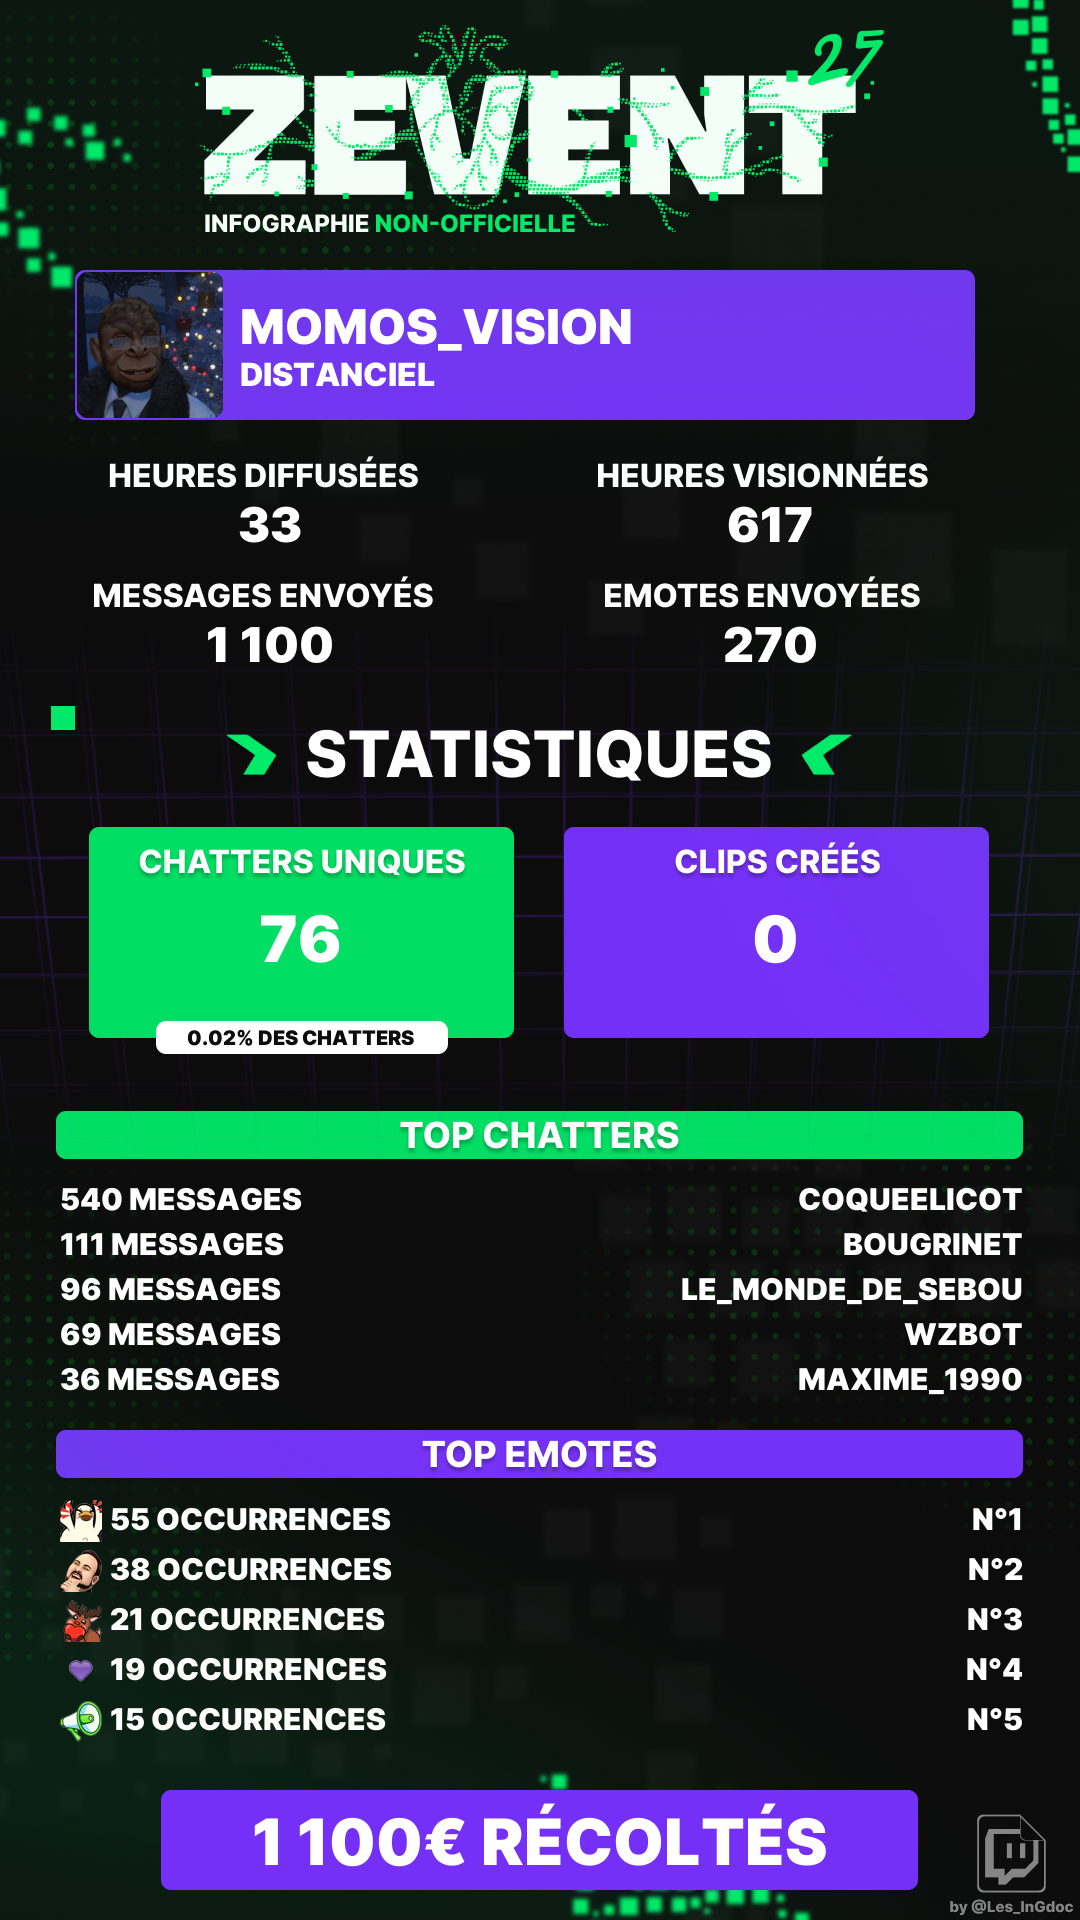 ZEVENT 25
INFOGRAPHIE NON-OFFICIELLE
MOMOS_VISION
DISTANCIEL
HEURES DIFFUSÉES
33
HEURES VISIONNÉES
617
MESSAGES ENVOYÉS
1 100
EMOTES ENVOYÉES
270
STATISTIQUES
CHATTERS UNIQUES
76
0.02% DES CHATTERS
CLIPS CRÉÉS
0
TOP CHATTERS
540 MESSAGES COQUEELICOT
111 MESSAGES BOUGRINET
96 MESSAGES LE_MONDE_DE_SEBOU
69 MESSAGES WZBOT
36 MESSAGES MAXIME_1990
TOP EMOTES
55 OCCURRENCES N°1
38 OCCURRENCES N°2
21 OCCURRENCES N°3
19 OCCURRENCES N°4
15 OCCURRENCES N°5
1 100€ RÉCOLTÉS
by @Les_InGdoc